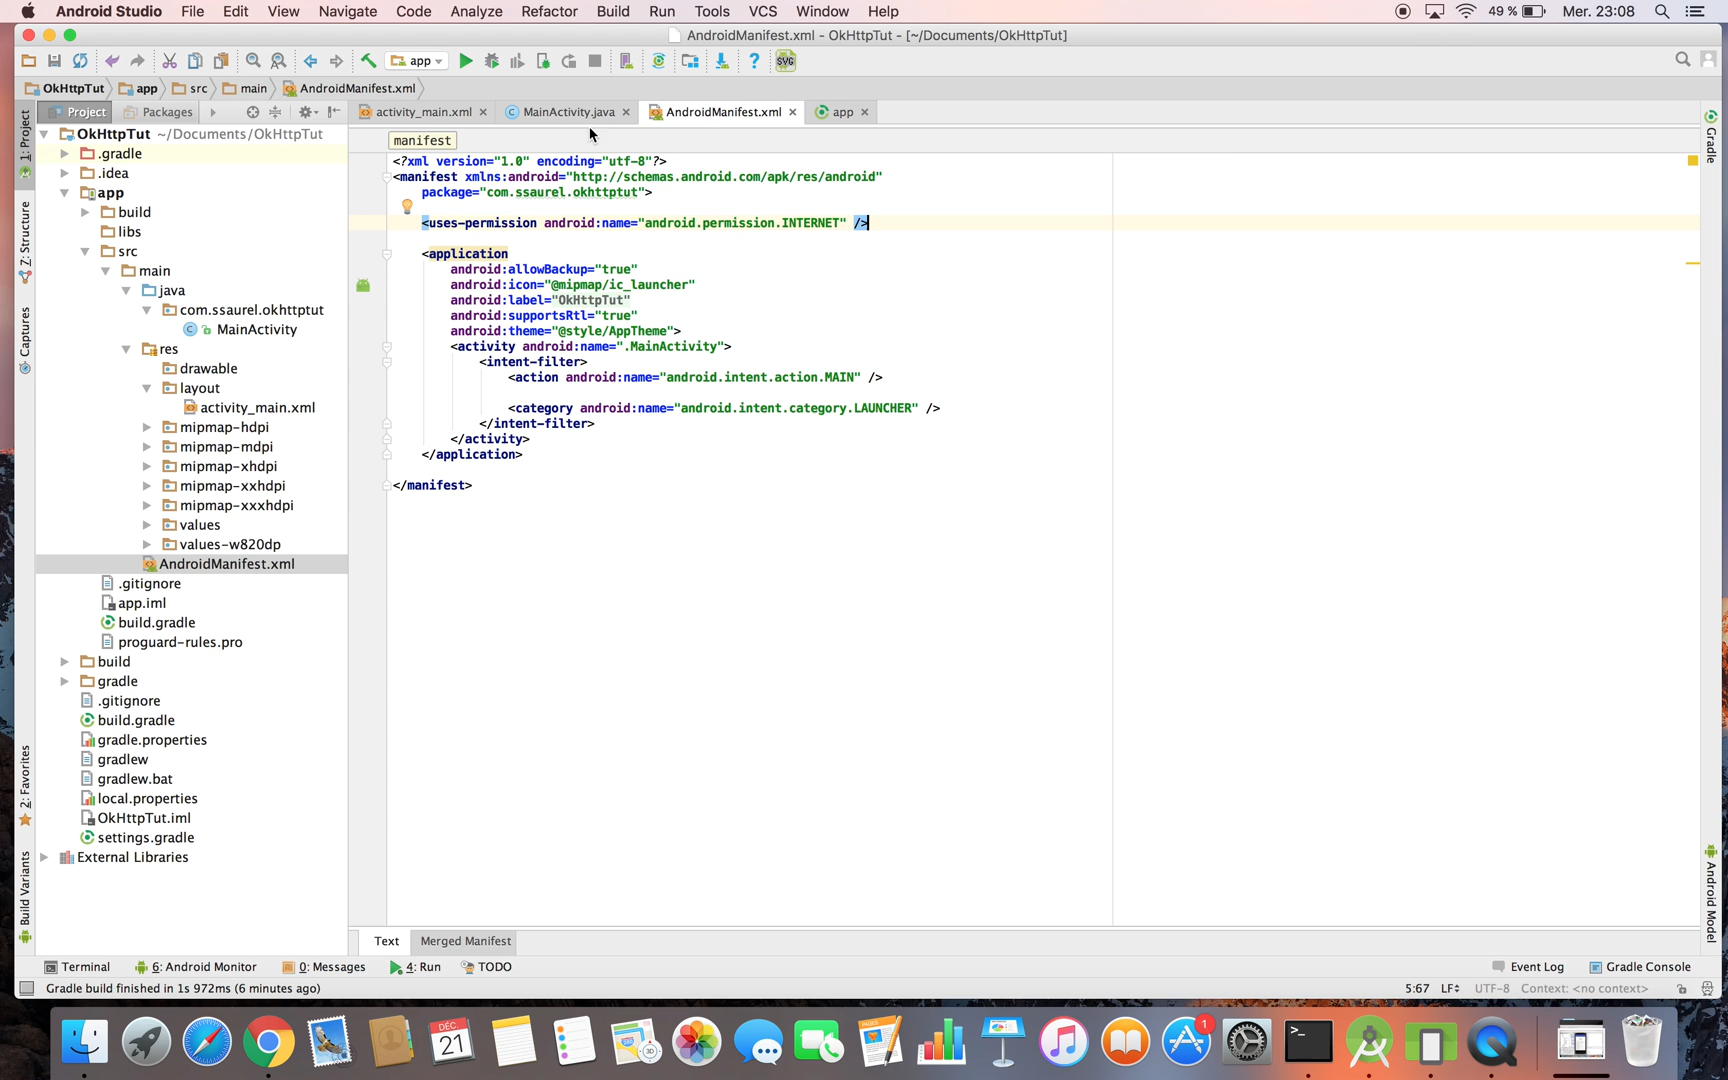 Android Studio File Edit View Navigate Code Analyze Refactor Build Run Tools VCS Window Help 49 % Mer. 23:08
AndroidManifest.xml - OkHttpTut - [~/Documents/OkHttpTut]
app SVG
OkHttpTut app src main AndroidManifest.xml
Project Packages activity_main.xml MainActivity.java AndroidManifest.xml app
manifest
1: Project
Z: Structure
Captures
2: Favorites
Build Variants
OkHttpTut ~/Documents/OkHttpTut
.gradle
.idea
app
build
libs
src
main
java
com.ssaurel.okhttptut
MainActivity
res
drawable
layout
activity_main.xml
mipmap-hdpi
mipmap-mdpi
mipmap-xhdpi
mipmap-xxhdpi
mipmap-xxxhdpi
values
values-w820dp
AndroidManifest.xml
.gitignore
app.iml
build.gradle
proguard-rules.pro
build
gradle
.gitignore
build.gradle
gradle.properties
gradlew
gradlew.bat
local.properties
OkHttpTut.iml
settings.gradle
External Libraries
<?xml version="1.0" encoding="utf-8"?>
<manifest xmlns:android="http://schemas.android.com/apk/res/android"
package="com.ssaurel.okhttptut">
<uses-permission android:name="android.permission.INTERNET" />
<application
android:allowBackup="true"
android:icon="@mipmap/ic_launcher"
android:label="OkHttpTut"
android:supportsRtl="true"
android:theme="@style/AppTheme">
<activity android:name=".MainActivity">
<intent-filter>
<action android:name="android.intent.action.MAIN" />
<category android:name="android.intent.category.LAUNCHER" />
</intent-filter>
</activity>
</application>
</manifest>
Gradle
Android Model
Text Merged Manifest
Terminal 6: Android Monitor 0: Messages 4: Run TODO Event Log Gradle Console
Gradle build finished in 1s 972ms (6 minutes ago) 5:67 LF UTF-8 Context: <no context>
DÉC.
21
3D
PAGES
1
>_